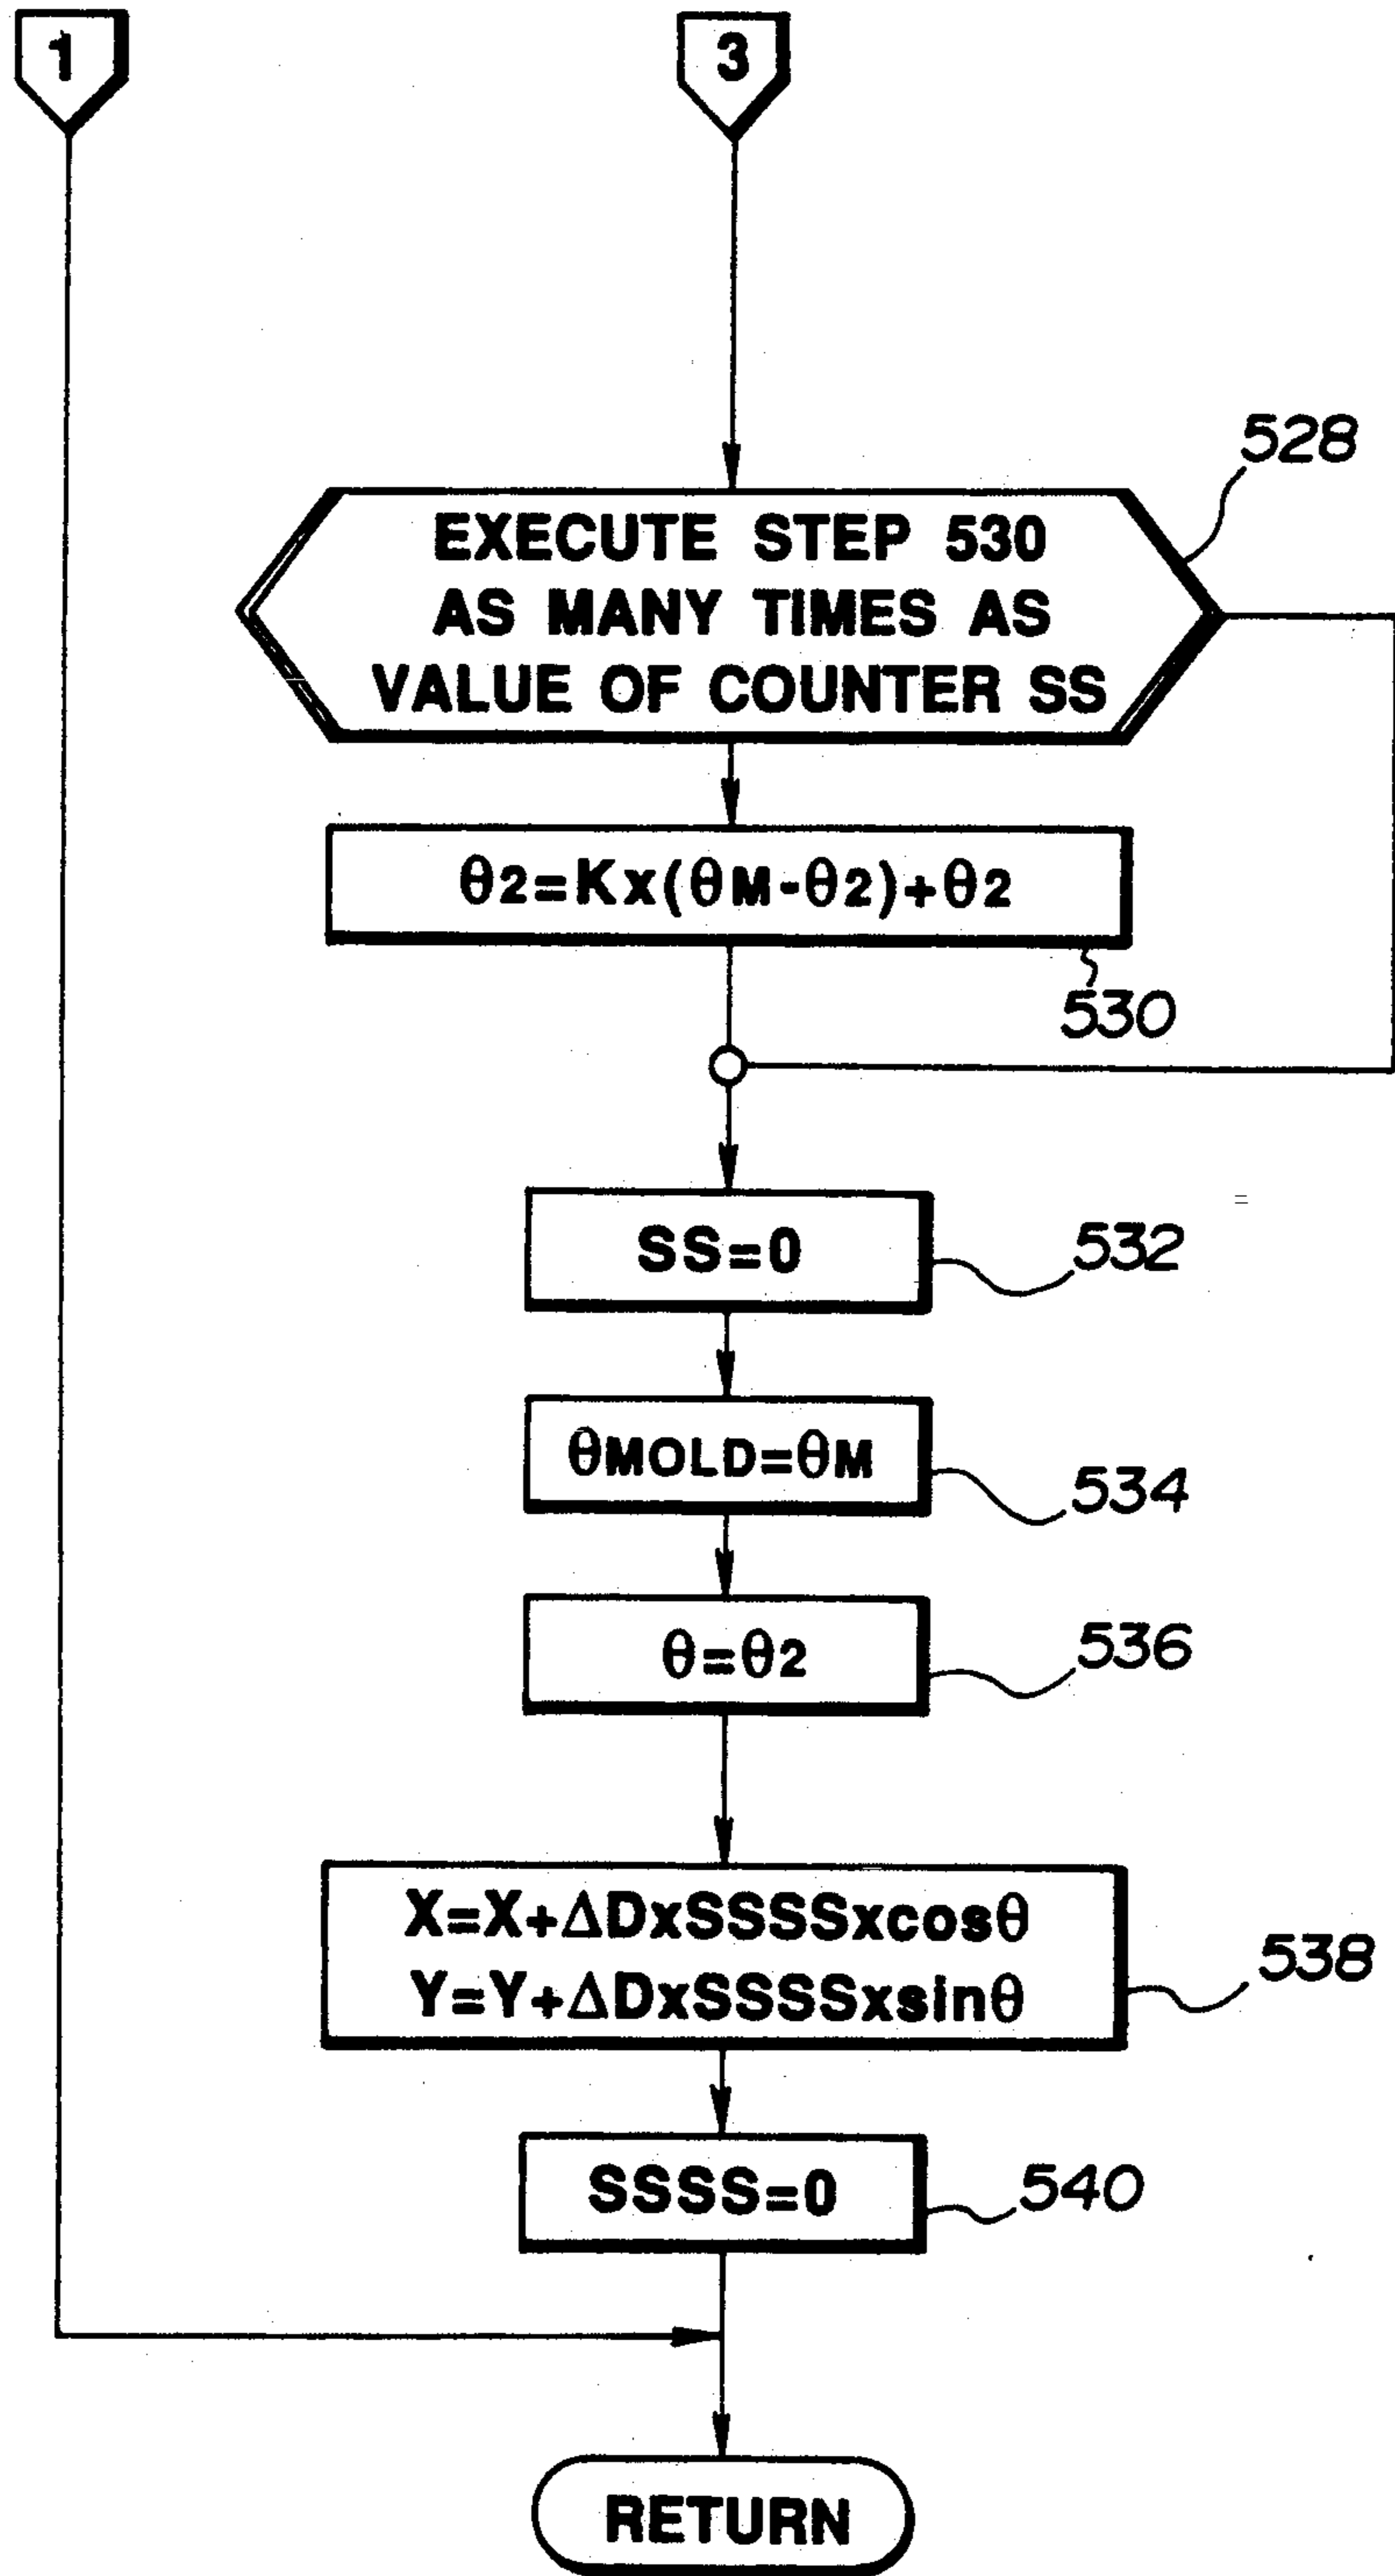 1
3
528
EXECUTE STEP 530
AS MANY TIMES AS
VALUE OF COUNTER SS
θ2=Kx(θM-θ2)+θ2
530
SS=0
532
θMOLD=θM
534
θ=θ2
536
X=X+ΔDxSSSSxcosθ
Y=Y+ΔDxSSSSxsinθ
538
SSSS=0
540
RETURN